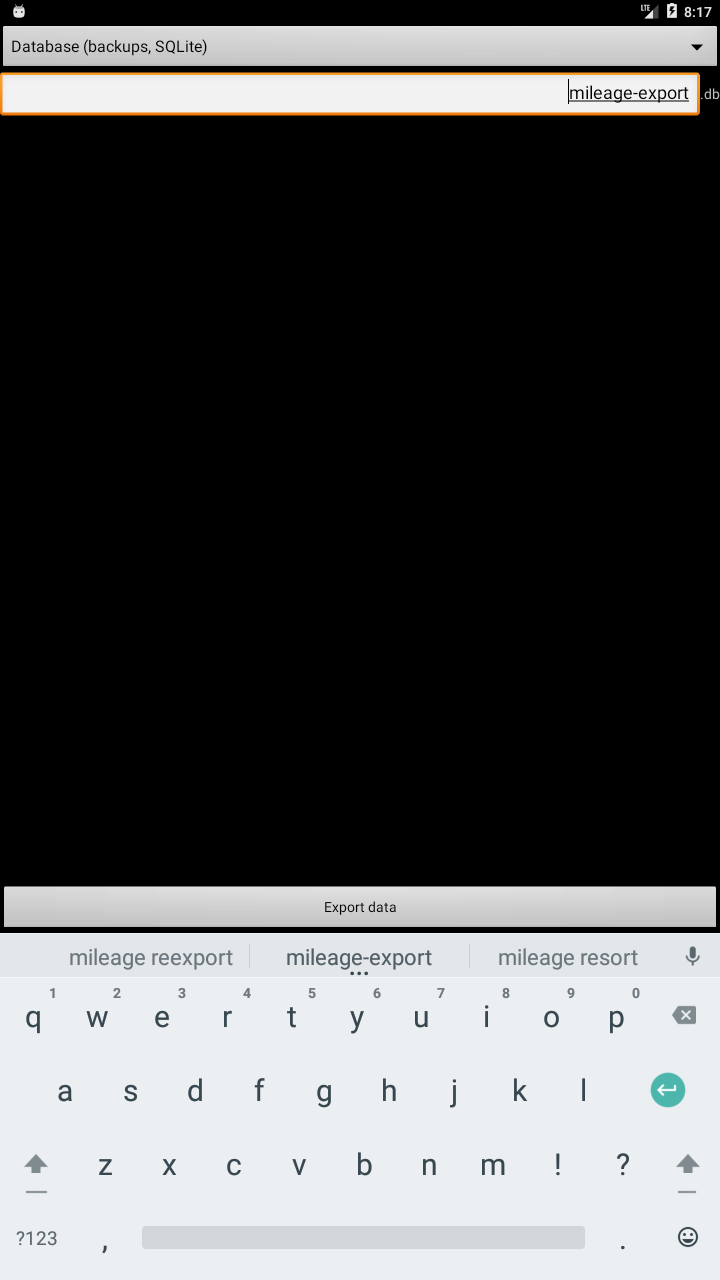 LTE 8:17
Database (backups, SQLite)
mileage-export .db
Export data
mileage reexport mileage-export mileage resort
1 2 3 4 5 6 7 8 9 0
q w e r t y u i o p
a s d f g h j k l
z x c v b n m ! ?
?123 , .